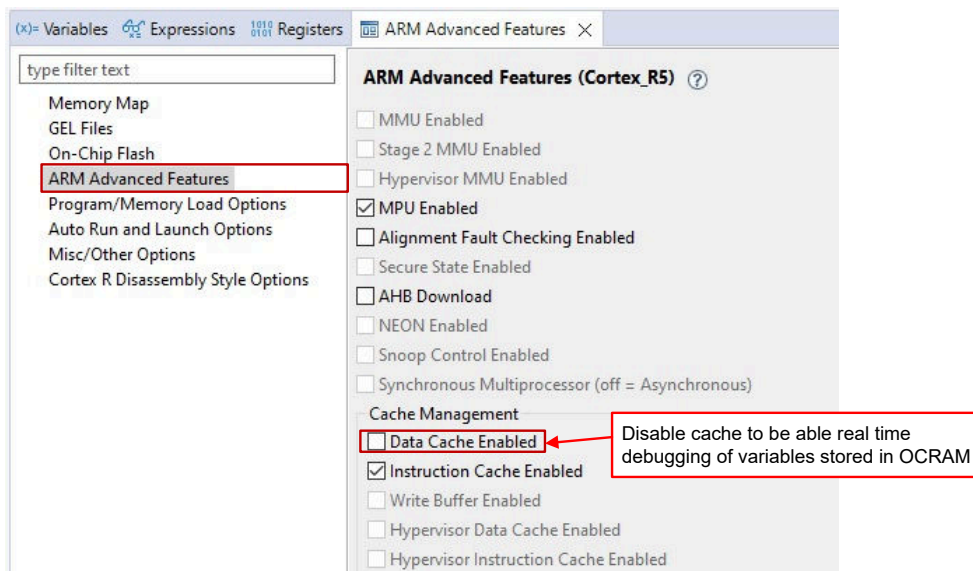 (x)= Variables Expressions 1010 0101 Registers ARM Advanced Features
type filter text
Memory Map
GEL Files
On-Chip Flash
ARM Advanced Features
Program/Memory Load Options
Auto Run and Launch Options
Misc/Other Options
Cortex R Disassembly Style Options
ARM Advanced Features (Cortex_R5) ?
MMU Enabled
Stage 2 MMU Enabled
Hypervisor MMU Enabled
MPU Enabled
Alignment Fault Checking Enabled
Secure State Enabled
AHB Download
NEON Enabled
Snoop Control Enabled
Synchronous Multiprocessor (off = Asynchronous)
Cache Management
Data Cache Enabled
Instruction Cache Enabled
Write Buffer Enabled
Hypervisor Data Cache Enabled
Hypervisor Instruction Cache Enabled
Disable cache to be able real time
debugging of variables stored in OCRAM